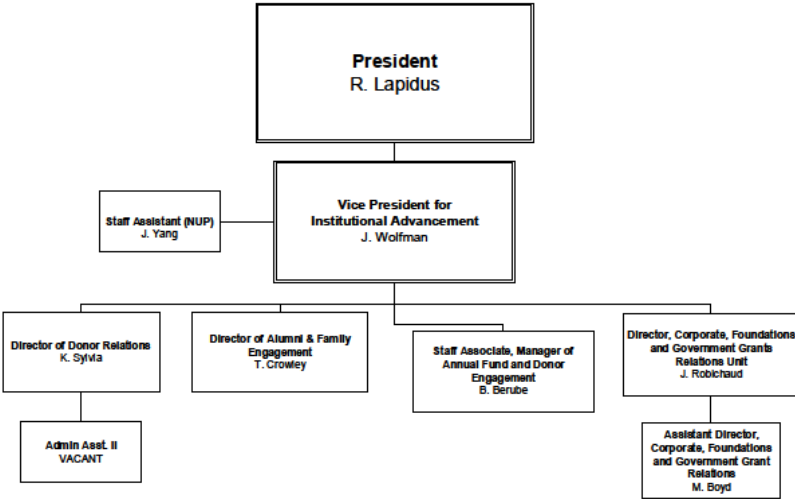 President
R. Lapidus
Vice President for
Institutional Advancement
J. Wolfman
Staff Assistant (NUP)
J. Yang
Director of Donor Relations
K. Sylvia
Director of Alumni & Family
Engagement
T. Crowley
Staff Associate, Manager of
Annual Fund and Donor
Engagement
B. Berube
Director, Corporate, Foundations
and Government Grants
Relations Unit
J. Robichaud
Admin Asst. II
VACANT
Assistant Director,
Corporate, Foundations
and Government Grant
Relations
M. Boyd